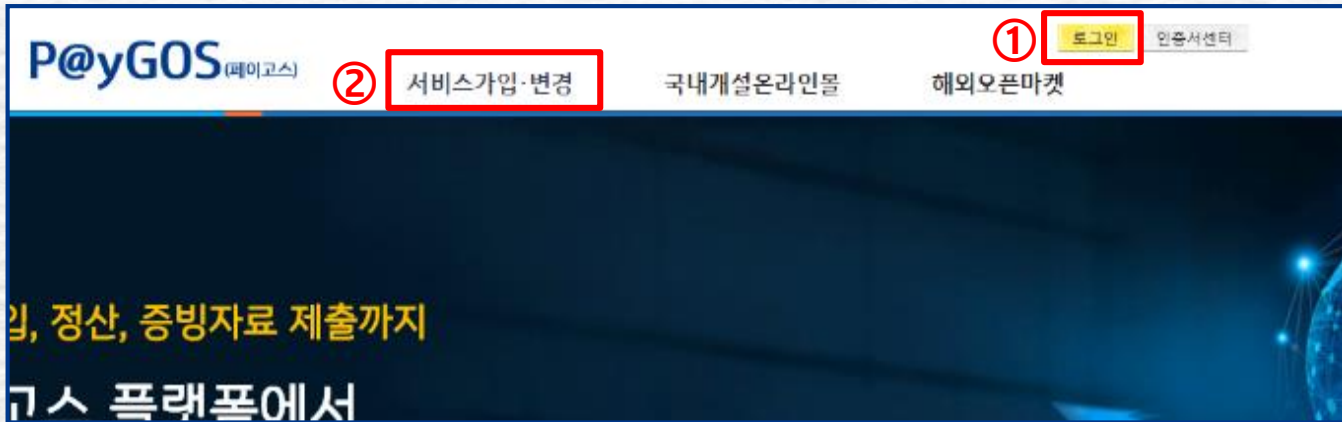 ① 로그인 인증서센터
P@yGOS(페이고스)
② 서비스가입·변경 국내개설온라인몰 해외오픈마켓
입, 정산, 증빙자료 제출까지
고스 플랫폼에서